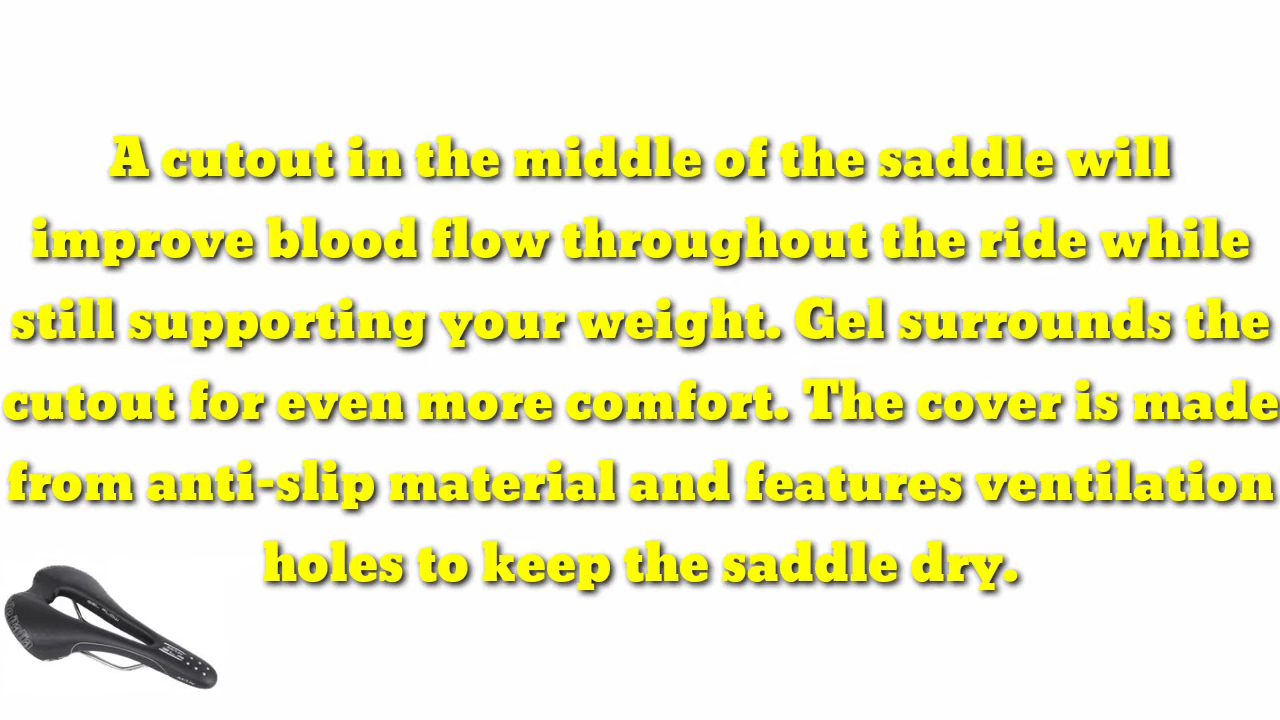 A cutout in the middle of the saddle will
improve blood flow throughout the ride while
still supporting your weight. Gel surrounds the
cutout for even more comfort. The cover is made
from anti-slip material and features ventilation
holes to keep the saddle dry.